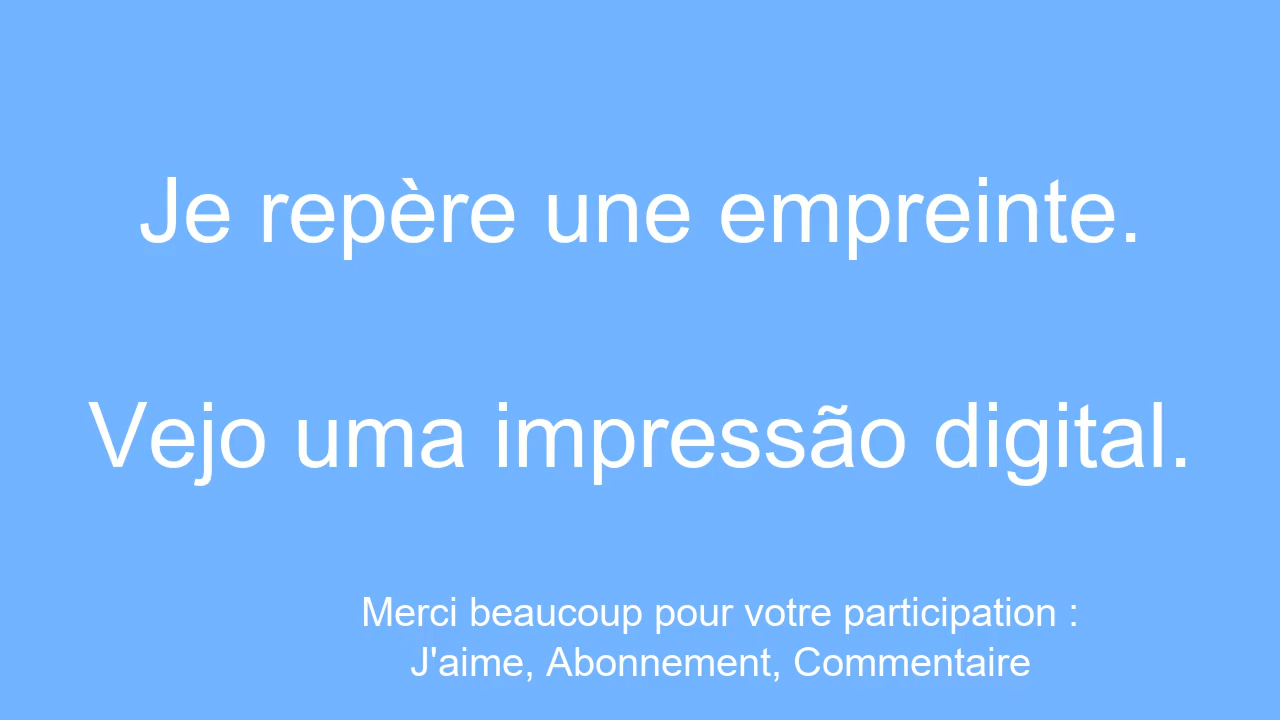 Je repère une empreinte.
Vejo uma impressão digital.
Merci beaucoup pour votre participation :
J'aime, Abonnement, Commentaire